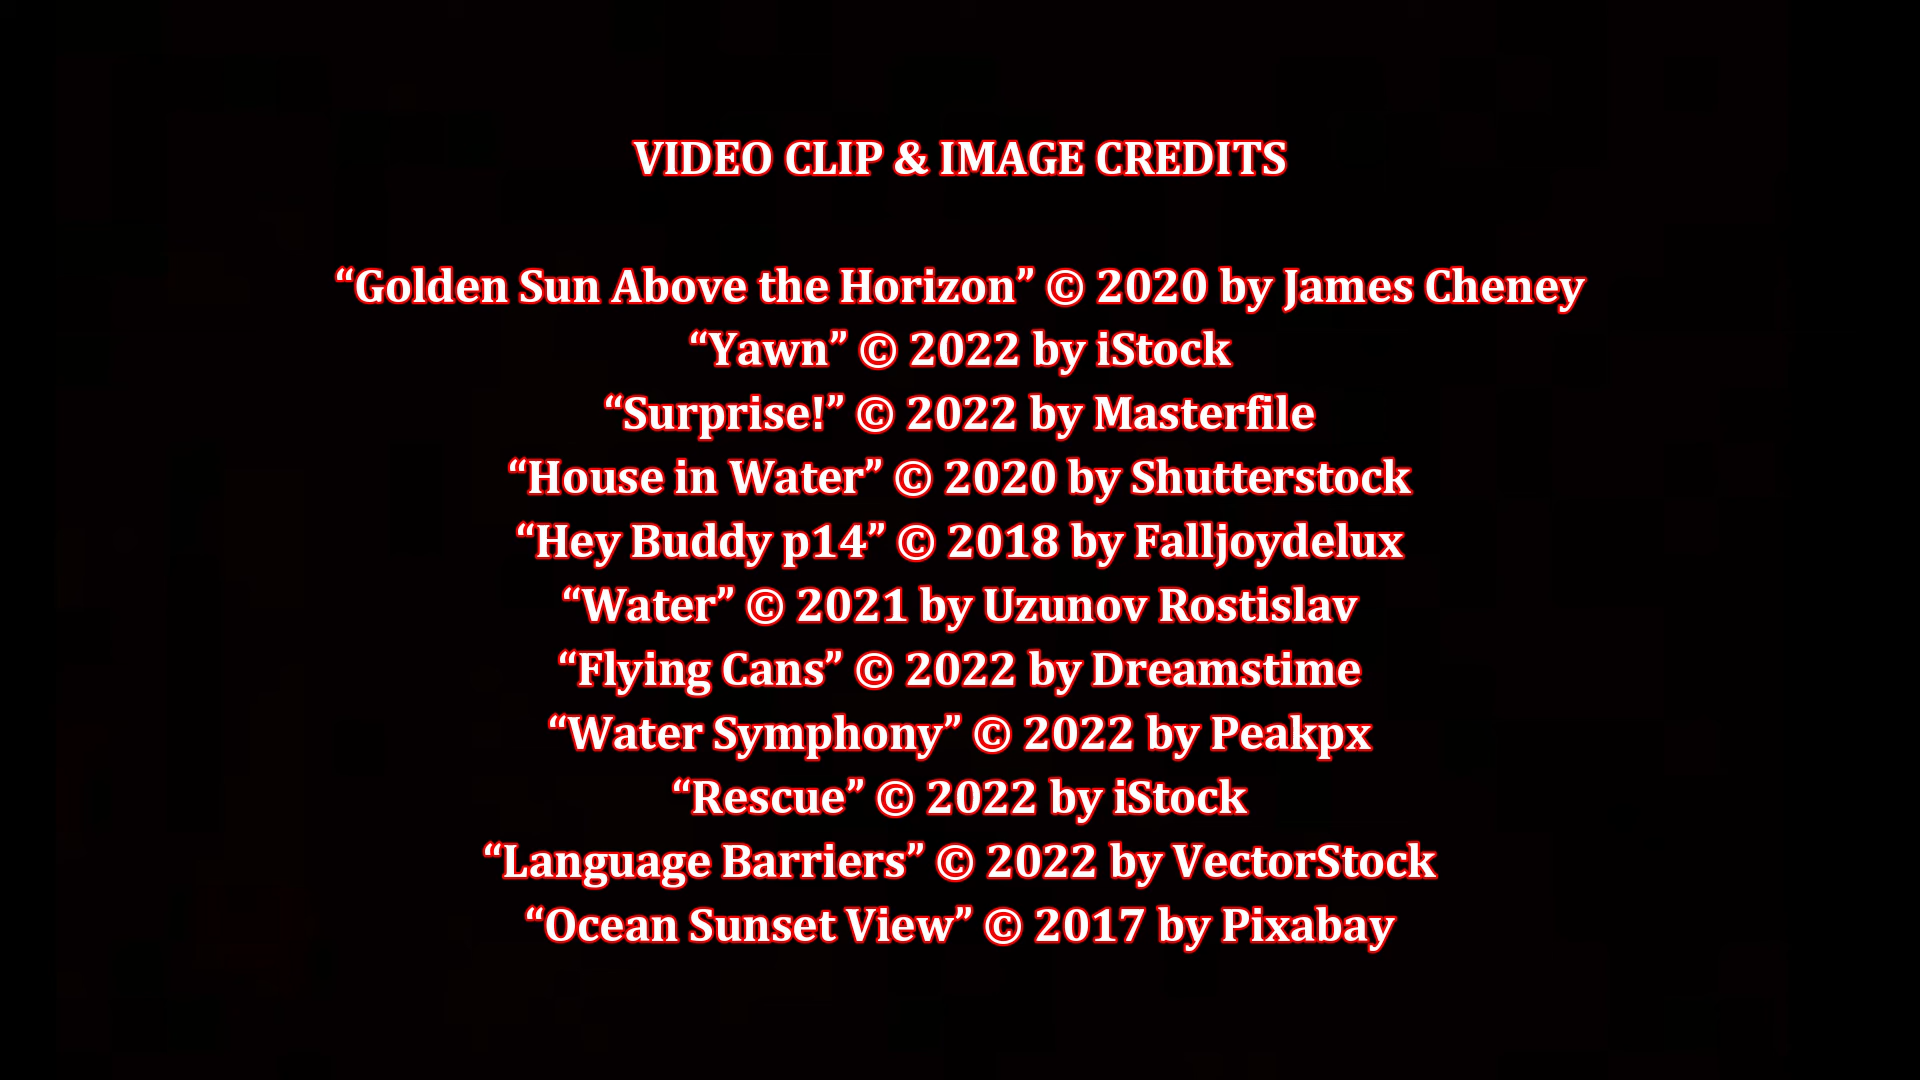 VIDEO CLIP & IMAGE CREDITS
“Golden Sun Above the Horizon” © 2020 by James Cheney
“Yawn” © 2022 by iStock
“Surprise!” © 2022 by Masterfile
“House in Water” © 2020 by Shutterstock
“Hey Buddy p14” © 2018 by Falljoydelux
“Water” © 2021 by Uzunov Rostislav
“Flying Cans” © 2022 by Dreamstime
“Water Symphony” © 2022 by Peakpx
“Rescue” © 2022 by iStock
“Language Barriers” © 2022 by VectorStock
“Ocean Sunset View” © 2017 by Pixabay